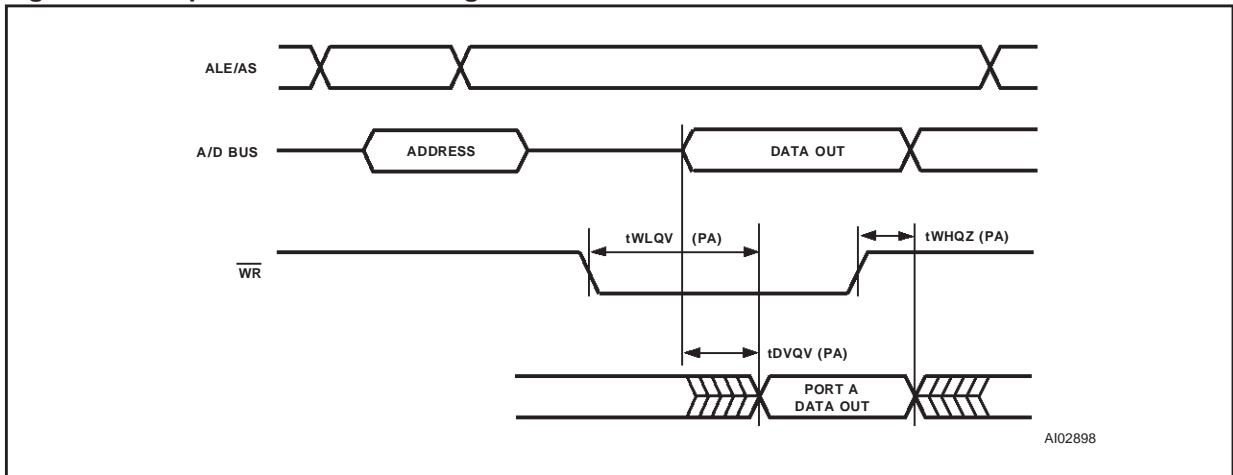 ALE/AS
A/D BUS
ADDRESS
DATA OUT
tWLQV (PA)
tWHQZ (PA)
WR
tDVQV (PA)
PORT A
DATA OUT
AI02898